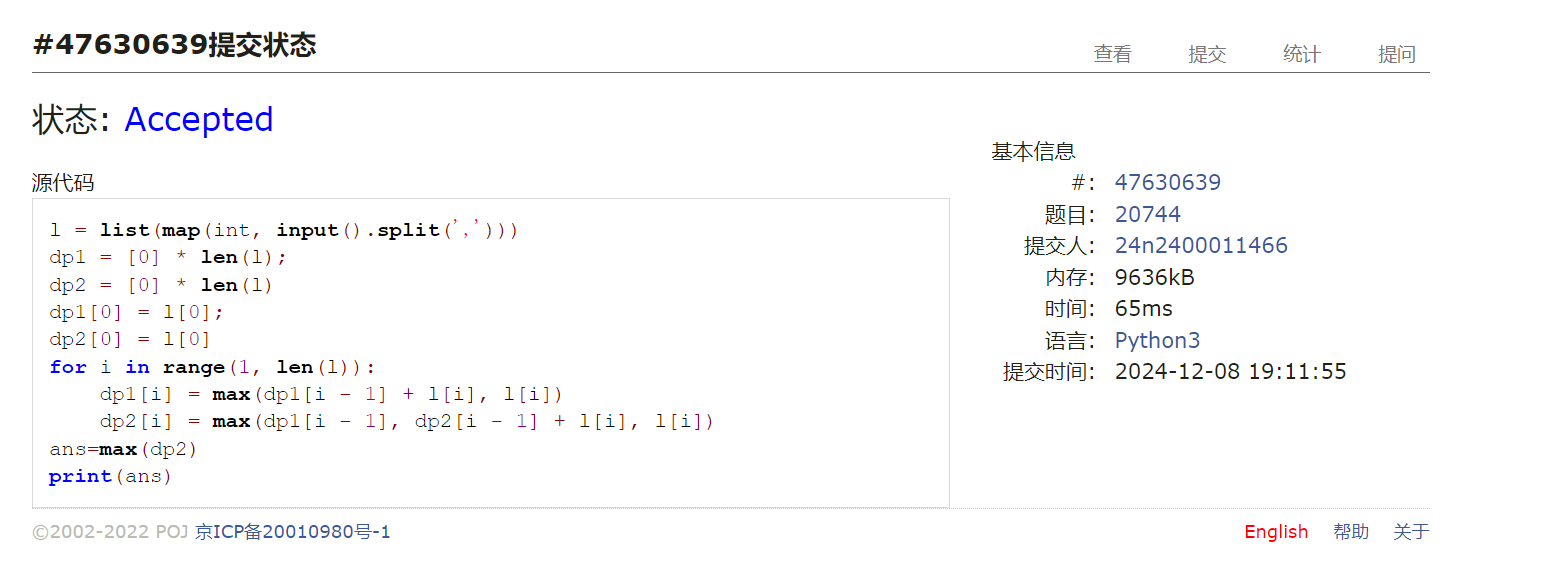 #47630639提交状态
查看 提交 统计 提问
状态: Accepted
源代码
l = list(map(int, input().split(',')))
dp1 = [0] * len(l);
dp2 = [0] * len(l)
dp1[0] = l[0];
dp2[0] = l[0]
for i in range(1, len(l)):
    dp1[i] = max(dp1[i - 1] + l[i], l[i])
    dp2[i] = max(dp1[i - 1], dp2[i - 1] + l[i], l[i])
ans=max(dp2)
print(ans)
基本信息
#: 47630639
题目: 20744
提交人: 24n2400011466
内存: 9636kB
时间: 65ms
语言: Python3
提交时间: 2024-12-08 19:11:55
©2002-2022 POJ 京ICP备20010980号-1
English 帮助 关于